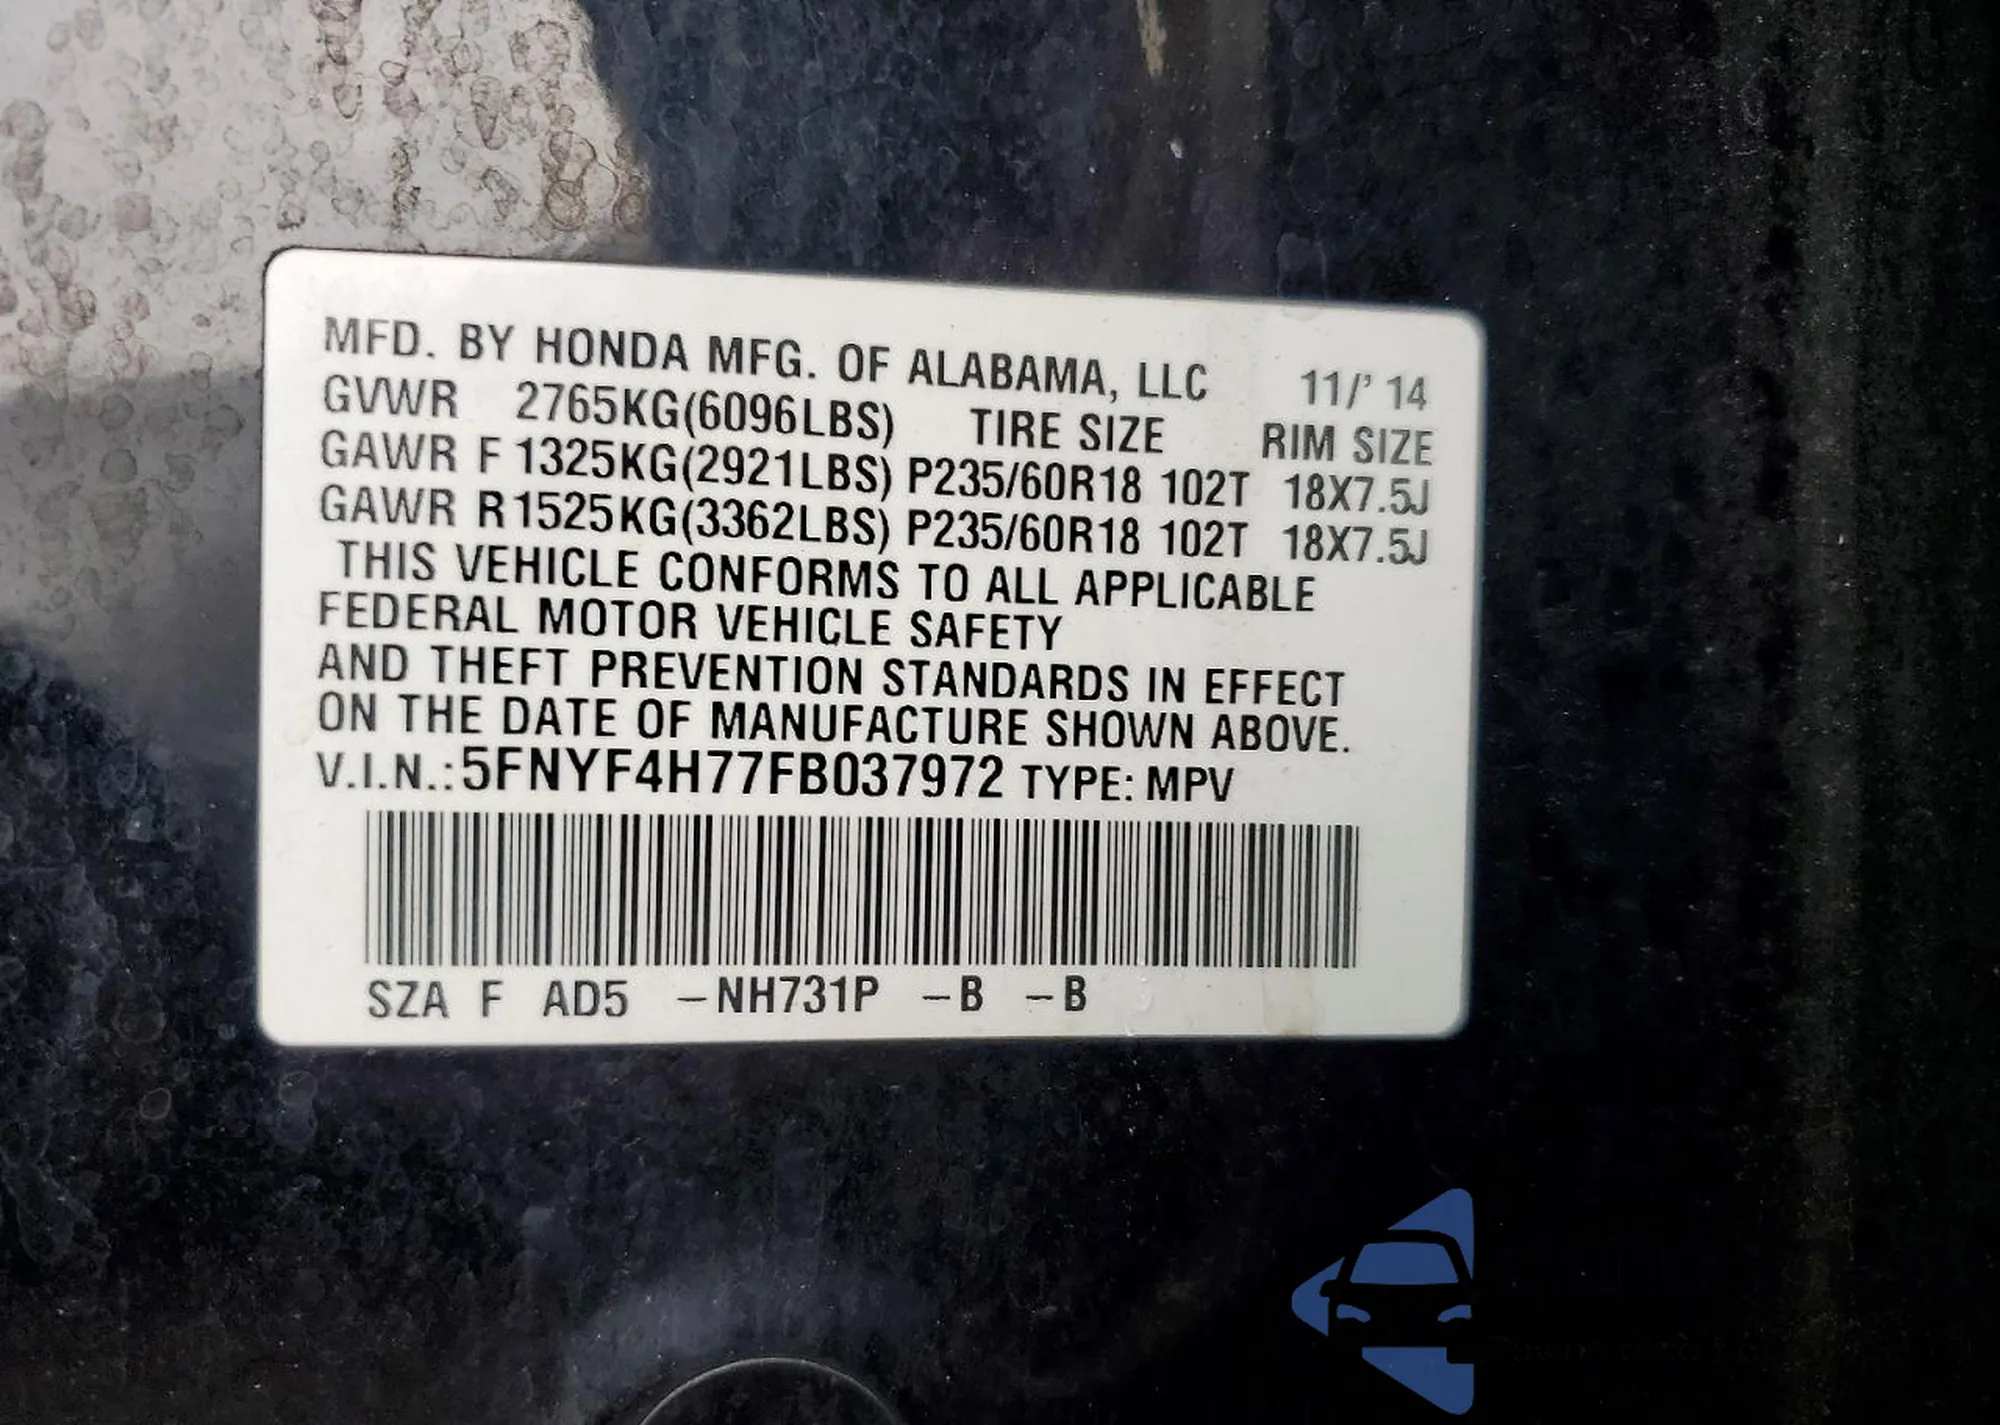 MFD. BY HONDA MFG. OF ALABAMA, LLC 11/' 14
GVWR 2765KG(6096LBS) TIRE SIZE RIM SIZE
GAWR F 1325KG(2921LBS) P235/60R18 102T 18X7.5J
GAWR R 1525KG(3362LBS) P235/60R18 102T 18X7.5J
THIS VEHICLE CONFORMS TO ALL APPLICABLE
FEDERAL MOTOR VEHICLE SAFETY
AND THEFT PREVENTION STANDARDS IN EFFECT
ON THE DATE OF MANUFACTURE SHOWN ABOVE.
V.I.N.:5FNYF4H77FB037972 TYPE: MPV
SZA F AD5 –NH731P –B –B